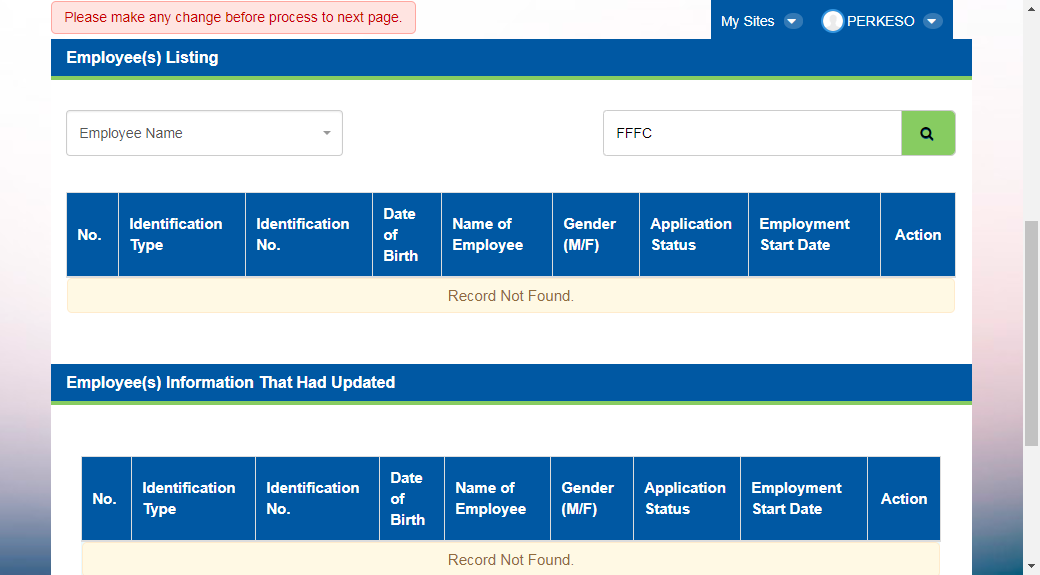 Please make any change before process to next page.
My Sites
PERKESO
Employee(s) Listing
Employee Name
FFFC
No.
Identification
Type
Identification
No.
Date
of
Birth
Name of
Employee
Gender
(M/F)
Application
Status
Employment
Start Date
Action
Record Not Found.
Employee(s) Information That Had Updated
No.
Identification
Type
Identification
No.
Date
of
Birth
Name of
Employee
Gender
(M/F)
Application
Status
Employment
Start Date
Action
Record Not Found.